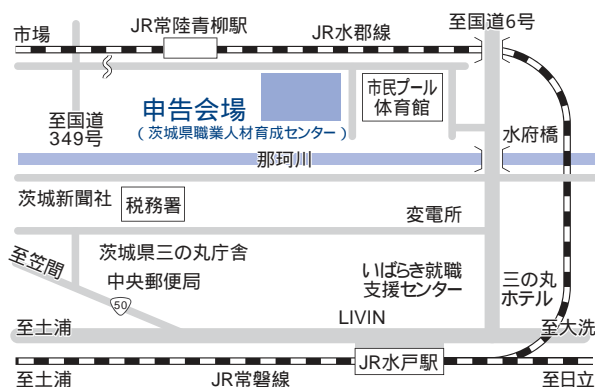 至国道6号
JR常陸青柳駅
市場
JR水郡線
市民プール
体育館
申告会場
(茨城県職業人材育成センター)
至国道
349号
水府橋
那珂川
茨城新聞社
税務署
変電所
茨城県三の丸庁舎
至笠間
中央郵便局
いばらき就職
支援センター
三の丸
ホテル
50
LIVIN
至土浦
至大洗
JR水戸駅
至土浦
JR常磐線
至日立